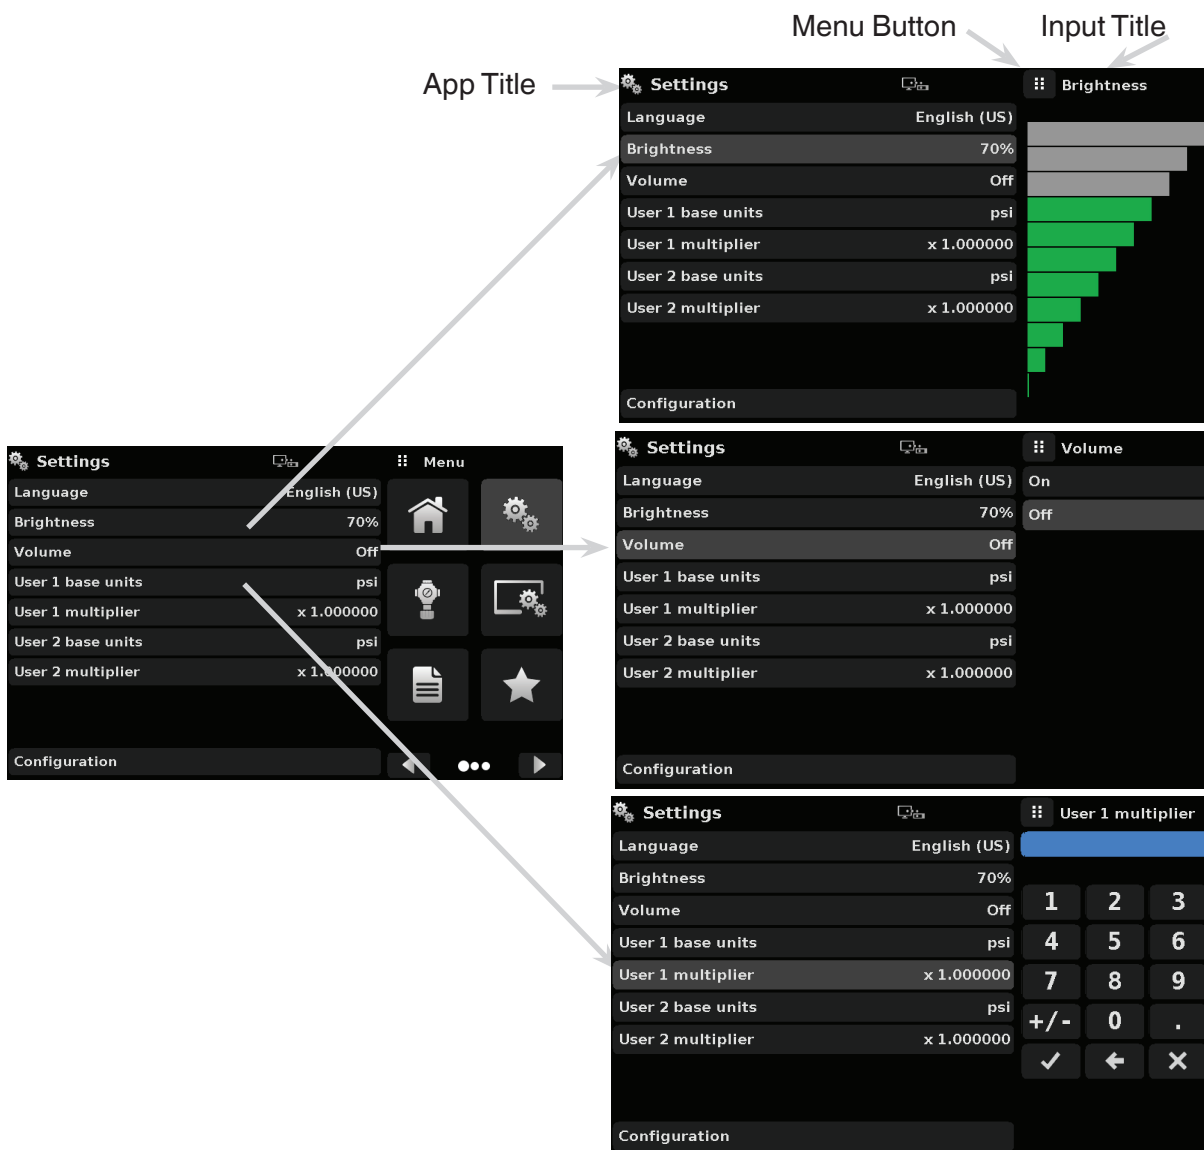 Menu Button
Input Title
App Title
Settings
Brightness
Language English (US)
Brightness 70%
Volume Off
User 1 base units psi
User 1 multiplier x 1.000000
User 2 base units psi
User 2 multiplier x 1.000000
Configuration
Settings
Menu
Language English (US)
Brightness 70%
Volume Off
User 1 base units psi
User 1 multiplier x 1.000000
User 2 base units psi
User 2 multiplier x 1.000000
Configuration
Settings
Volume
Language English (US)
Brightness 70%
Volume Off
User 1 base units psi
User 1 multiplier x 1.000000
User 2 base units psi
User 2 multiplier x 1.000000
Configuration
On
Off
Settings
User 1 multiplier
Language English (US)
Brightness 70%
Volume Off
User 1 base units psi
User 1 multiplier x 1.000000
User 2 base units psi
User 2 multiplier x 1.000000
Configuration
1 2 3
4 5 6
7 8 9
+/- 0 .